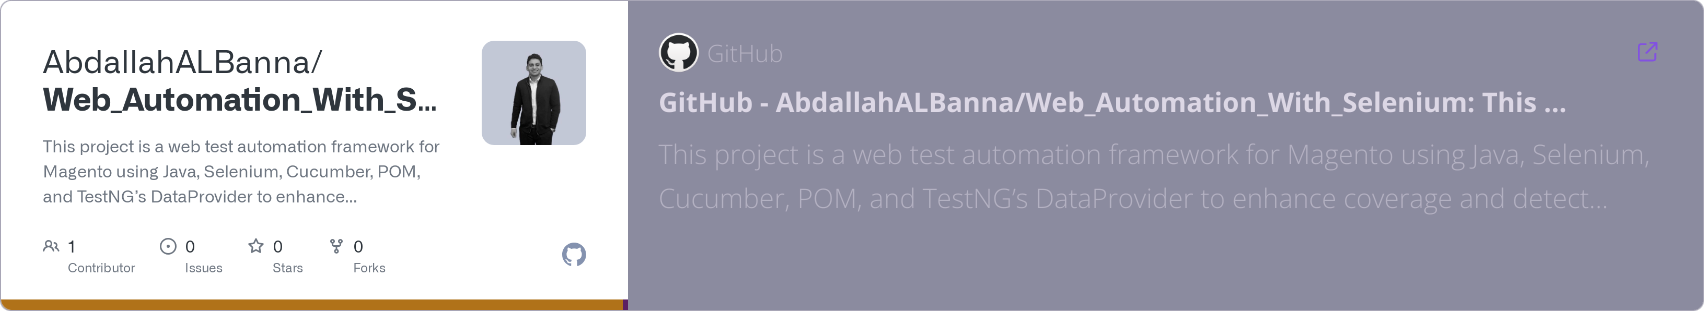 AbdallahALBanna/
Web_Automation_With_S...
This project is a web test automation framework for
Magento using Java, Selenium, Cucumber, POM,
and TestNG's DataProvider to enhance...
1
Contributor
0
Issues
0
Stars
0
Forks
GitHub
GitHub - AbdallahALBanna/Web_Automation_With_Selenium: This ...
This project is a web test automation framework for Magento using Java, Selenium,
Cucumber, POM, and TestNG’s DataProvider to enhance coverage and detect...